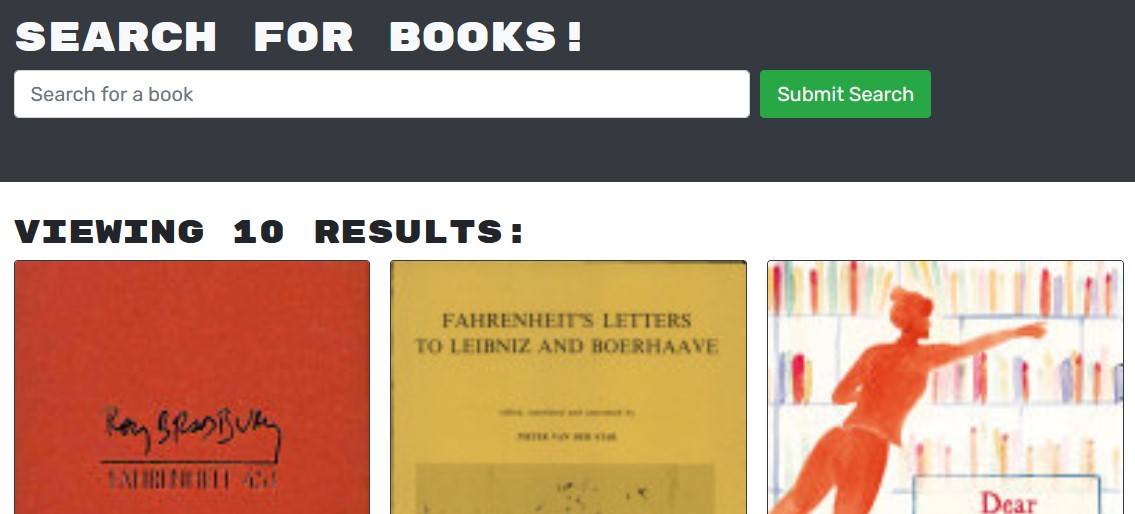 SEARCH FOR BOOKS!
Search for a book
Submit Search
VIEWING 10 RESULTS:
Ray BRADBURY
FAHRENHEIT 451
FAHRENHEIT'S LETTERS
TO LEIBNIZ AND BOERHAAVE
edited, translated and annotated by
PIETER VAN DER STAR
Dear